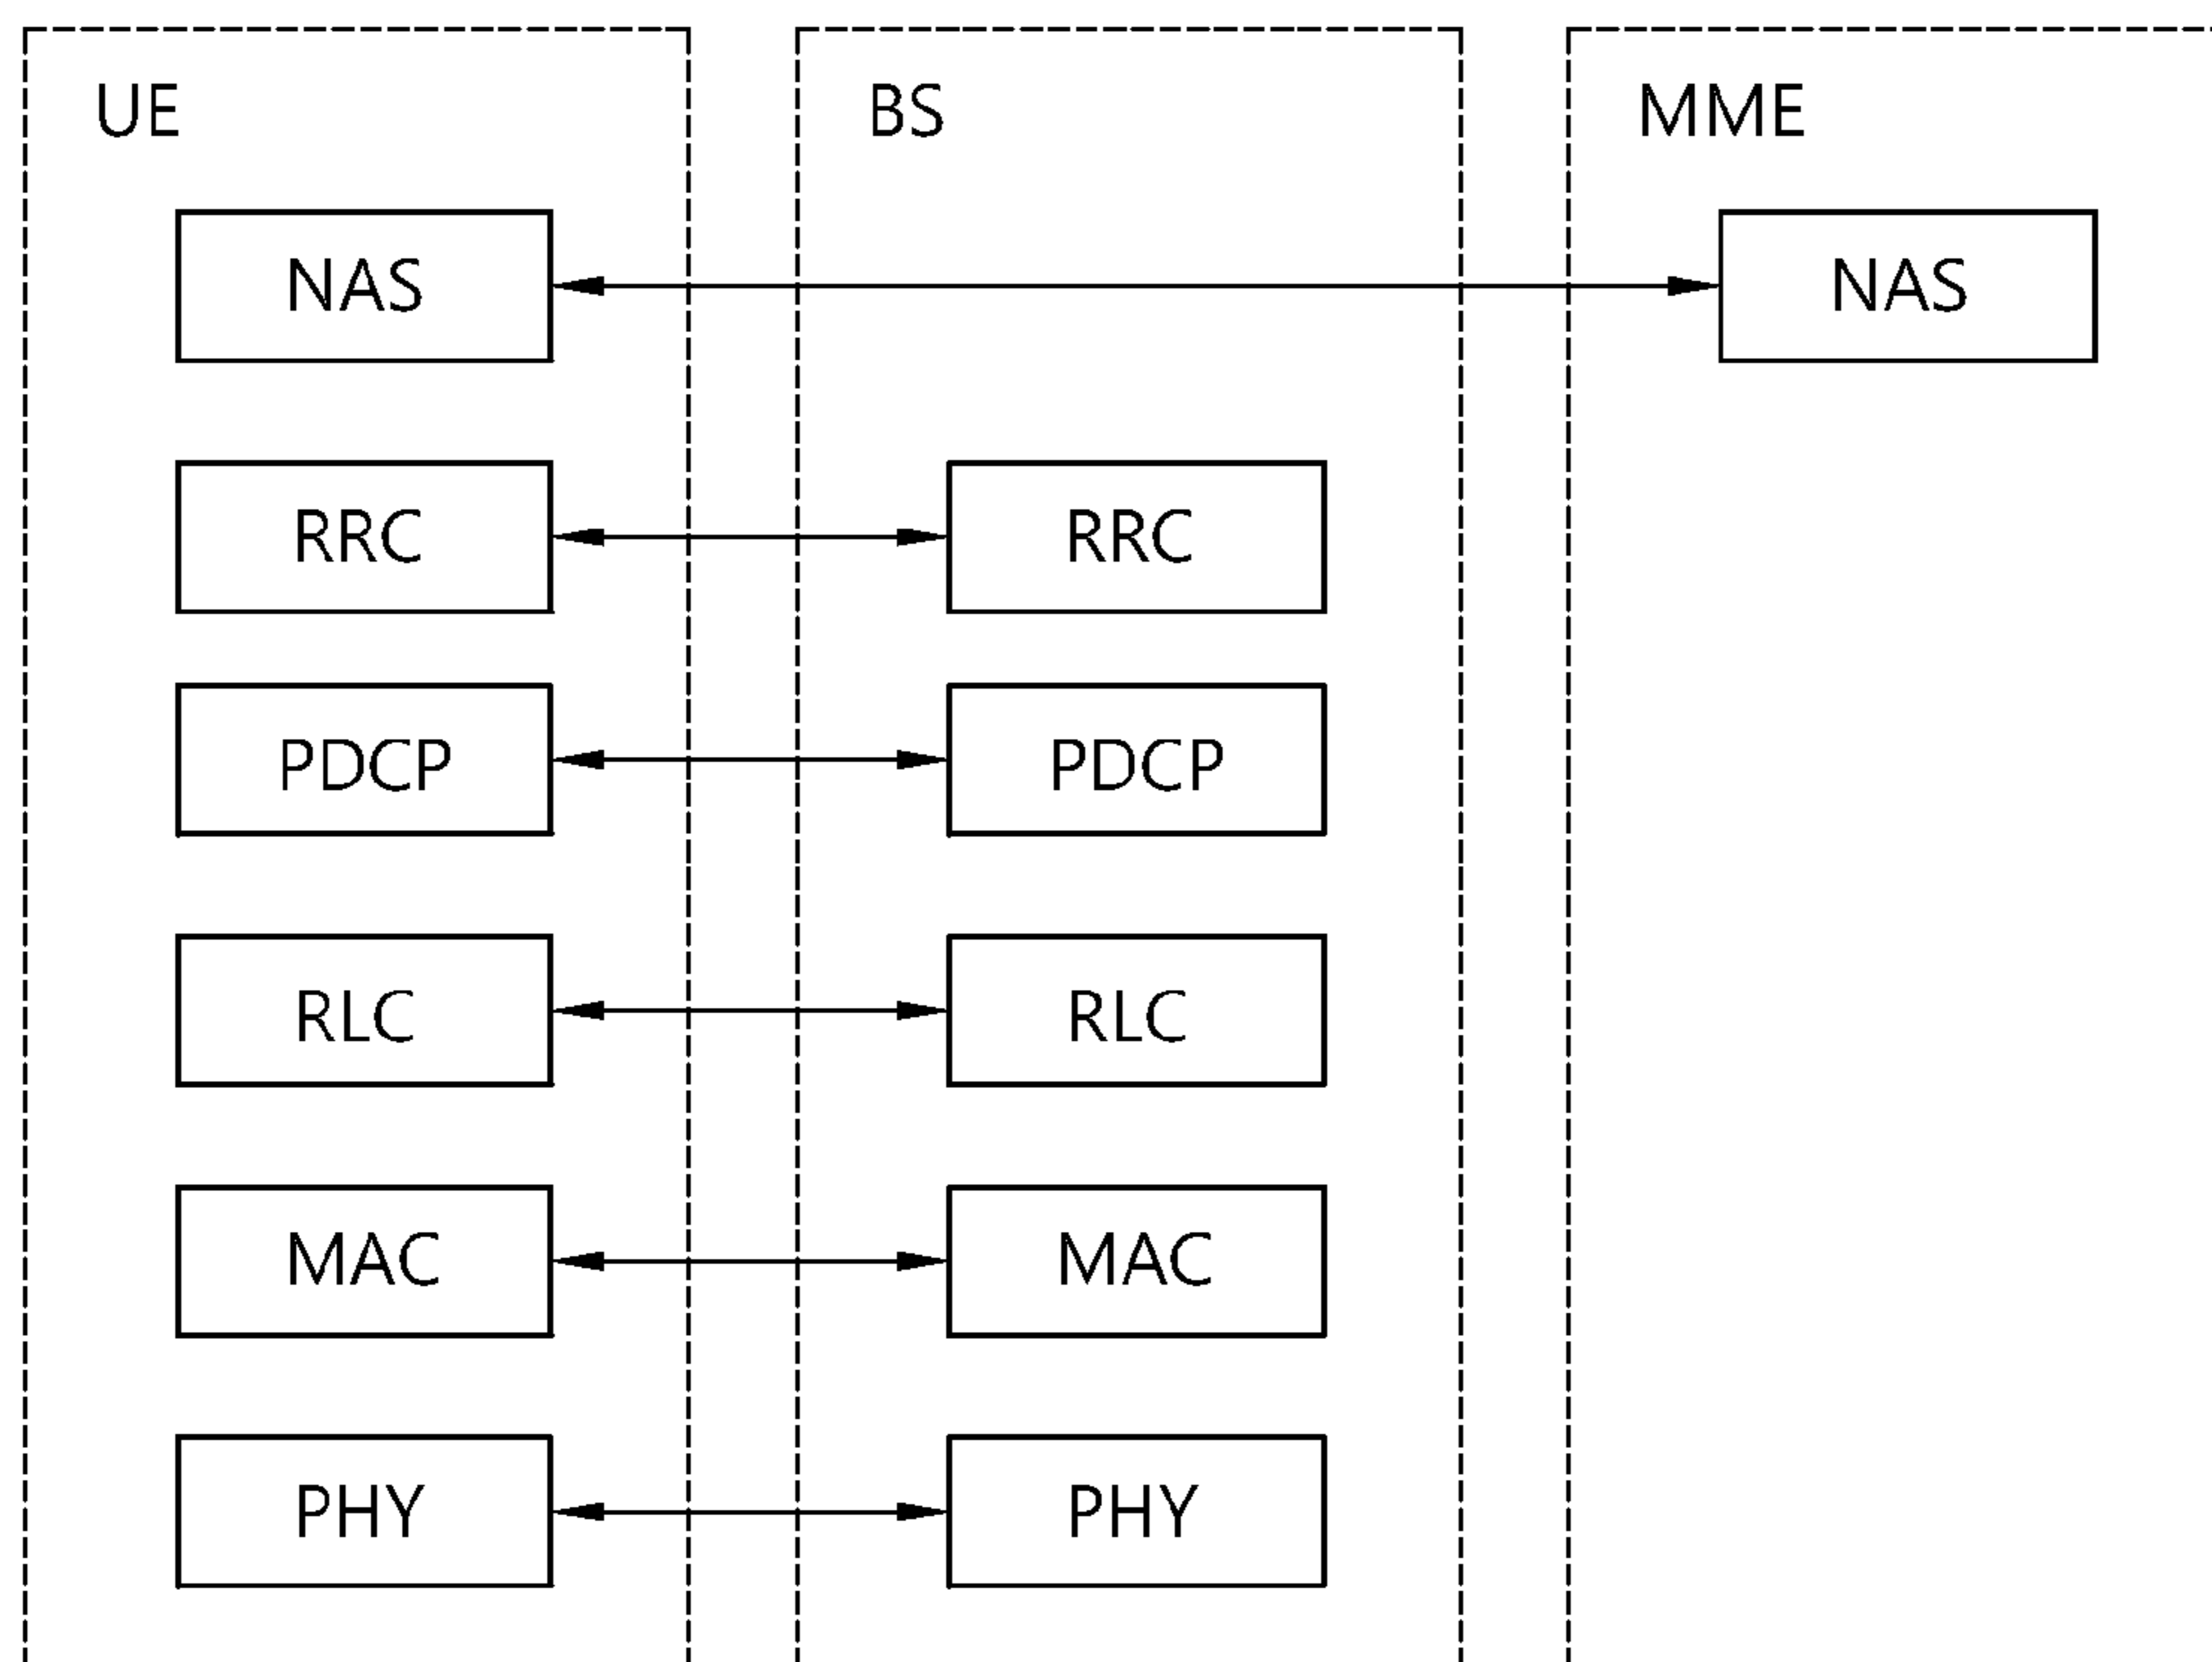 UE BS MME
NAS NAS
RRC RRC
PDCP PDCP
RLC RLC
MAC MAC
PHY PHY